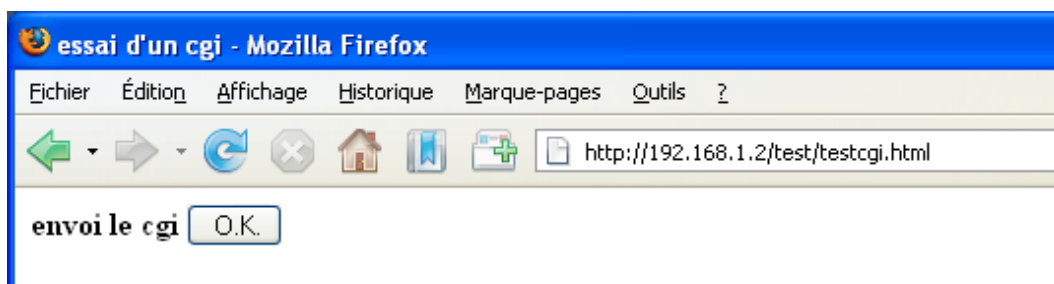 essai d'un cgi - Mozilla Firefox
Fichier Édition Affichage Historique Marque-pages Outils ?
http://192.168.1.2/test/testcgi.html
envoi le cgi O.K.